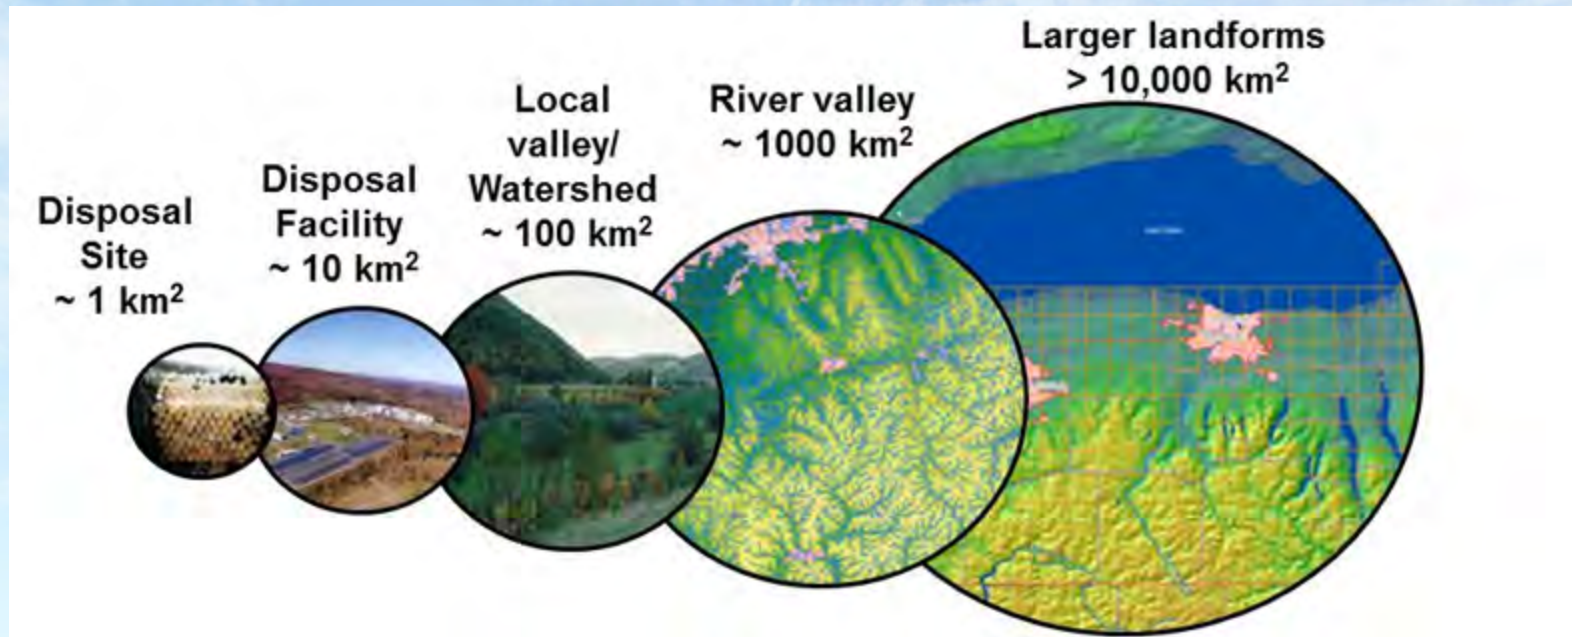 Disposal
Site
~ 1 km²
Disposal
Facility
~ 10 km²
Local
valley/
Watershed
~ 100 km²
River valley
~ 1000 km²
Larger landforms
> 10,000 km²